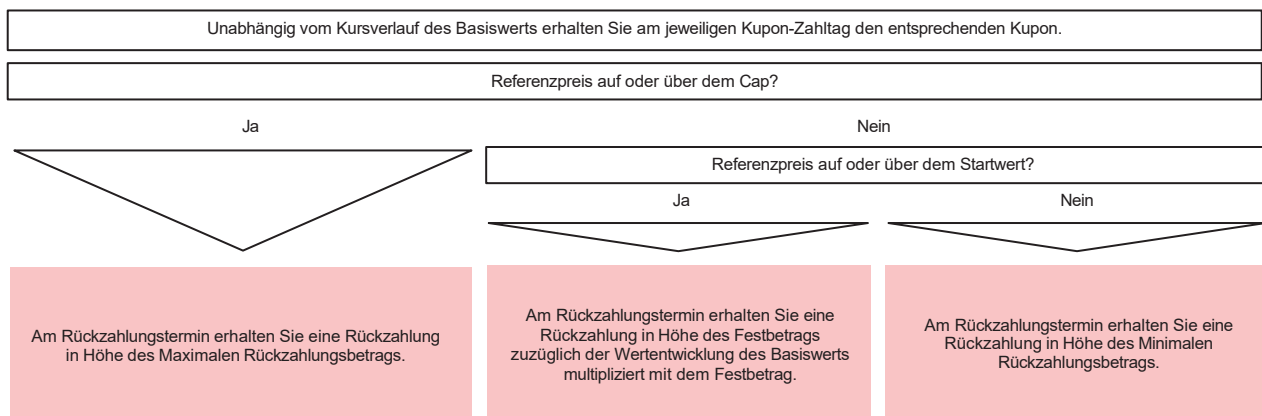 Unabhängig vom Kursverlauf des Basiswerts erhalten Sie am jeweiligen Kupon-Zahltag den entsprechenden Kupon.
Referenzpreis auf oder über dem Cap?
Ja
Nein
Referenzpreis auf oder über dem Startwert?
Ja
Nein
Am Rückzahlungstermin erhalten Sie eine Rückzahlung
in Höhe des Maximalen Rückzahlungsbetrags.
Am Rückzahlungstermin erhalten Sie eine
Rückzahlung in Höhe des Festbetrags
zuzüglich der Wertentwicklung des Basiswerts
multipliziert mit dem Festbetrag.
Am Rückzahlungstermin erhalten Sie eine
Rückzahlung in Höhe des Minimalen
Rückzahlungsbetrags.